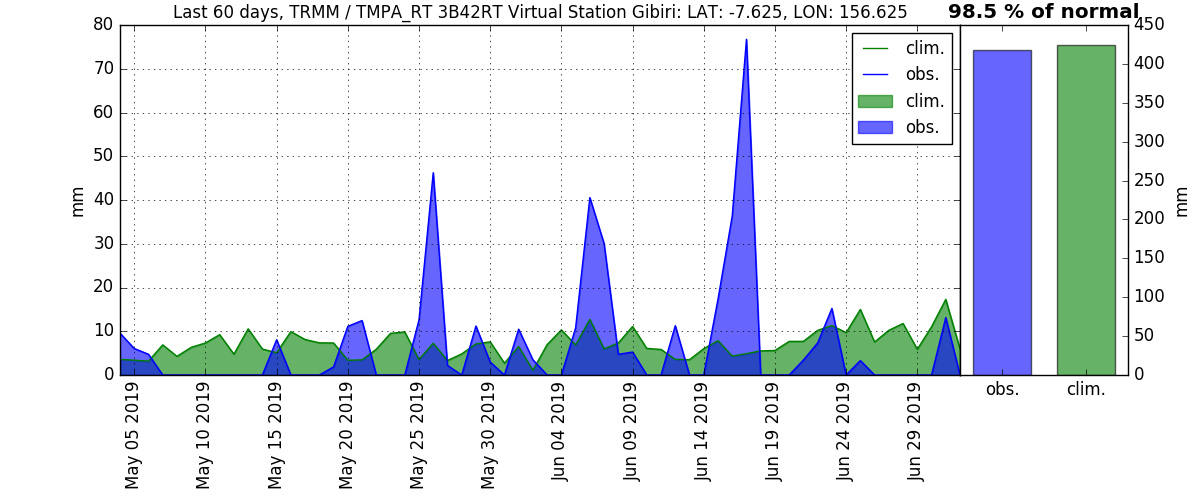 Last 60 days, TRMM / TMPA_RT 3B42RT Virtual Station Gibiri: LAT: -7.625, LON: 156.625
98.5 % of normal
80
70
60
50
40
30
20
10
0
mm
clim.
obs.
clim.
obs.
450
400
350
300
250
200
150
100
50
0
mm
obs.
clim.
May 05 2019
May 10 2019
May 15 2019
May 20 2019
May 25 2019
May 30 2019
Jun 04 2019
Jun 09 2019
Jun 14 2019
Jun 19 2019
Jun 24 2019
Jun 29 2019